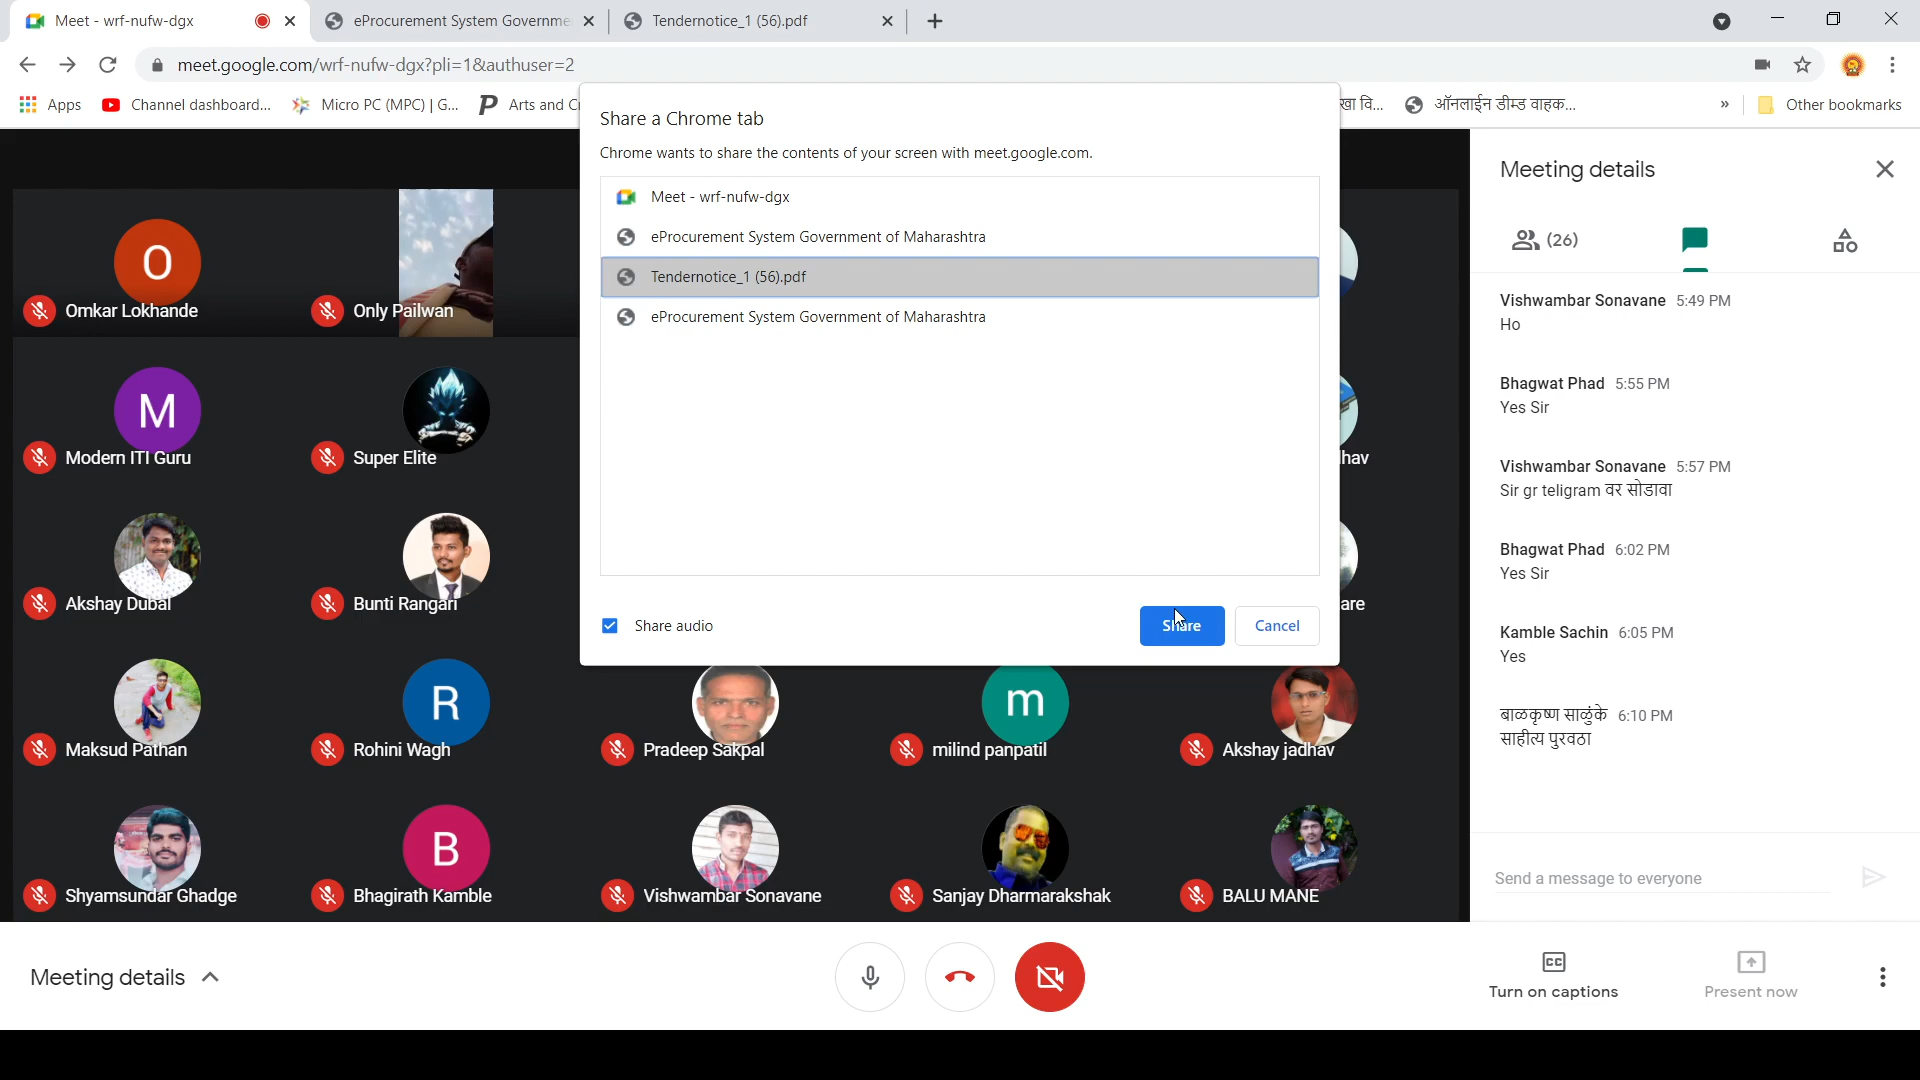 Meet - wrf-nufw-dgx
eProcurement System Governme
Tendernotice_1 (56).pdf
meet.google.com/wrf-nufw-dgx?pli=1&authuser=2
Apps
Channel dashboard...
Micro PC (MPC) | G...
Arts and C
खा वि...
ऑनलाईन डीम्ड वाहक...
»
Other bookmarks
Share a Chrome tab
Chrome wants to share the contents of your screen with meet.google.com.
Meet - wrf-nufw-dgx
eProcurement System Government of Maharashtra
Tendernotice_1 (56).pdf
eProcurement System Government of Maharashtra
Share audio
Share
Cancel
O
Omkar Lokhande
Only Pailwan
M
Modern ITI Guru
Super Elite
hav
Akshay Dubal
Bunti Rangari
are
Maksud Pathan
R
Rohini Wagh
Pradeep Sakpal
m
milind panpatil
Akshay jadhav
Shyamsundar Ghadge
B
Bhagirath Kamble
Vishwambar Sonavane
Sanjay Dharmarakshak
BALU MANE
Meeting details
(26)
Vishwambar Sonavane 5:49 PM
Ho
Bhagwat Phad 5:55 PM
Yes Sir
Vishwambar Sonavane 5:57 PM
Sir gr teligram वर सोडावा
Bhagwat Phad 6:02 PM
Yes Sir
Kamble Sachin 6:05 PM
Yes
बाळकृष्ण साळुंके 6:10 PM
साहीत्य पुरवठा
Send a message to everyone
Meeting details
CC
Turn on captions
Present now